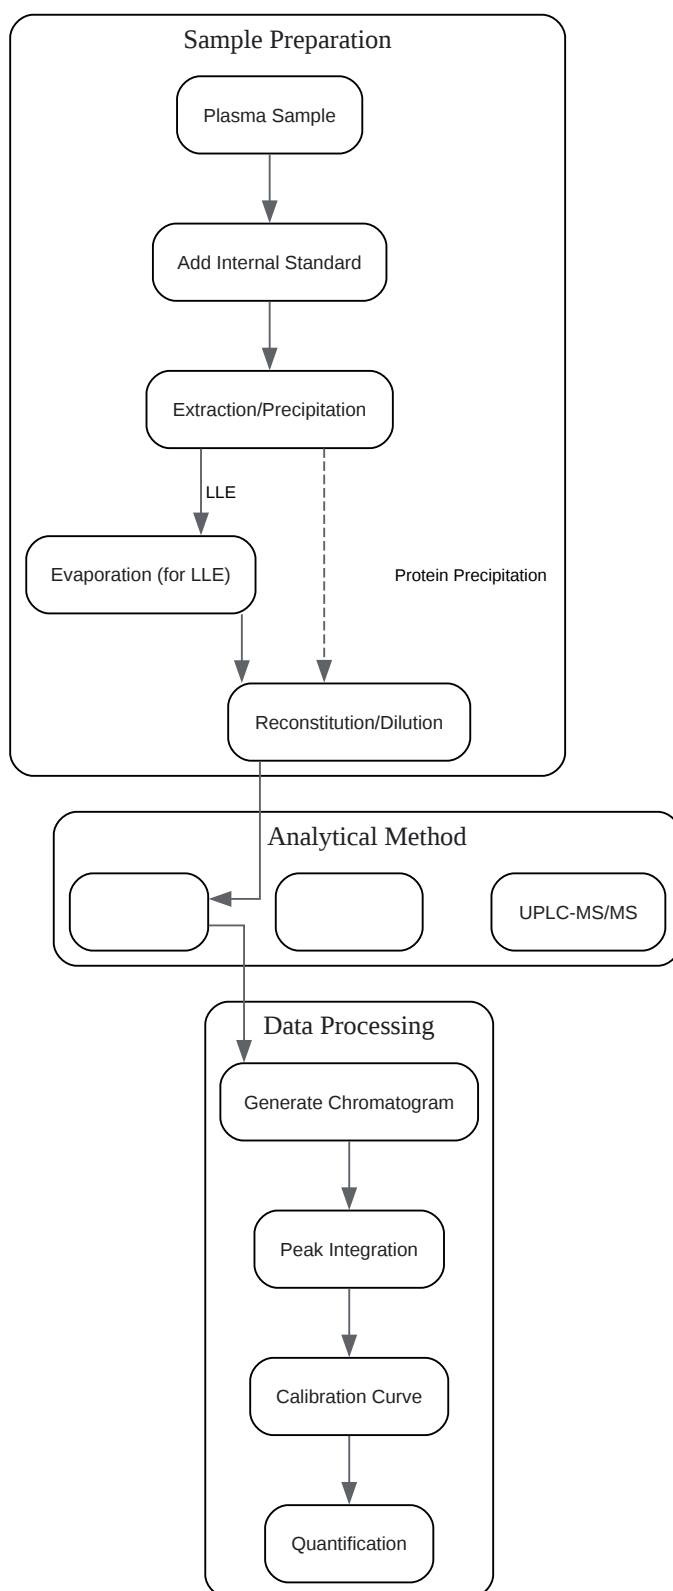 Sample Preparation
Plasma Sample
Add Internal Standard
Extraction/Precipitation
LLE
Evaporation (for LLE)
Protein Precipitation
Reconstitution/Dilution
Analytical Method
UPLC-MS/MS
Data Processing
Generate Chromatogram
Peak Integration
Calibration Curve
Quantification